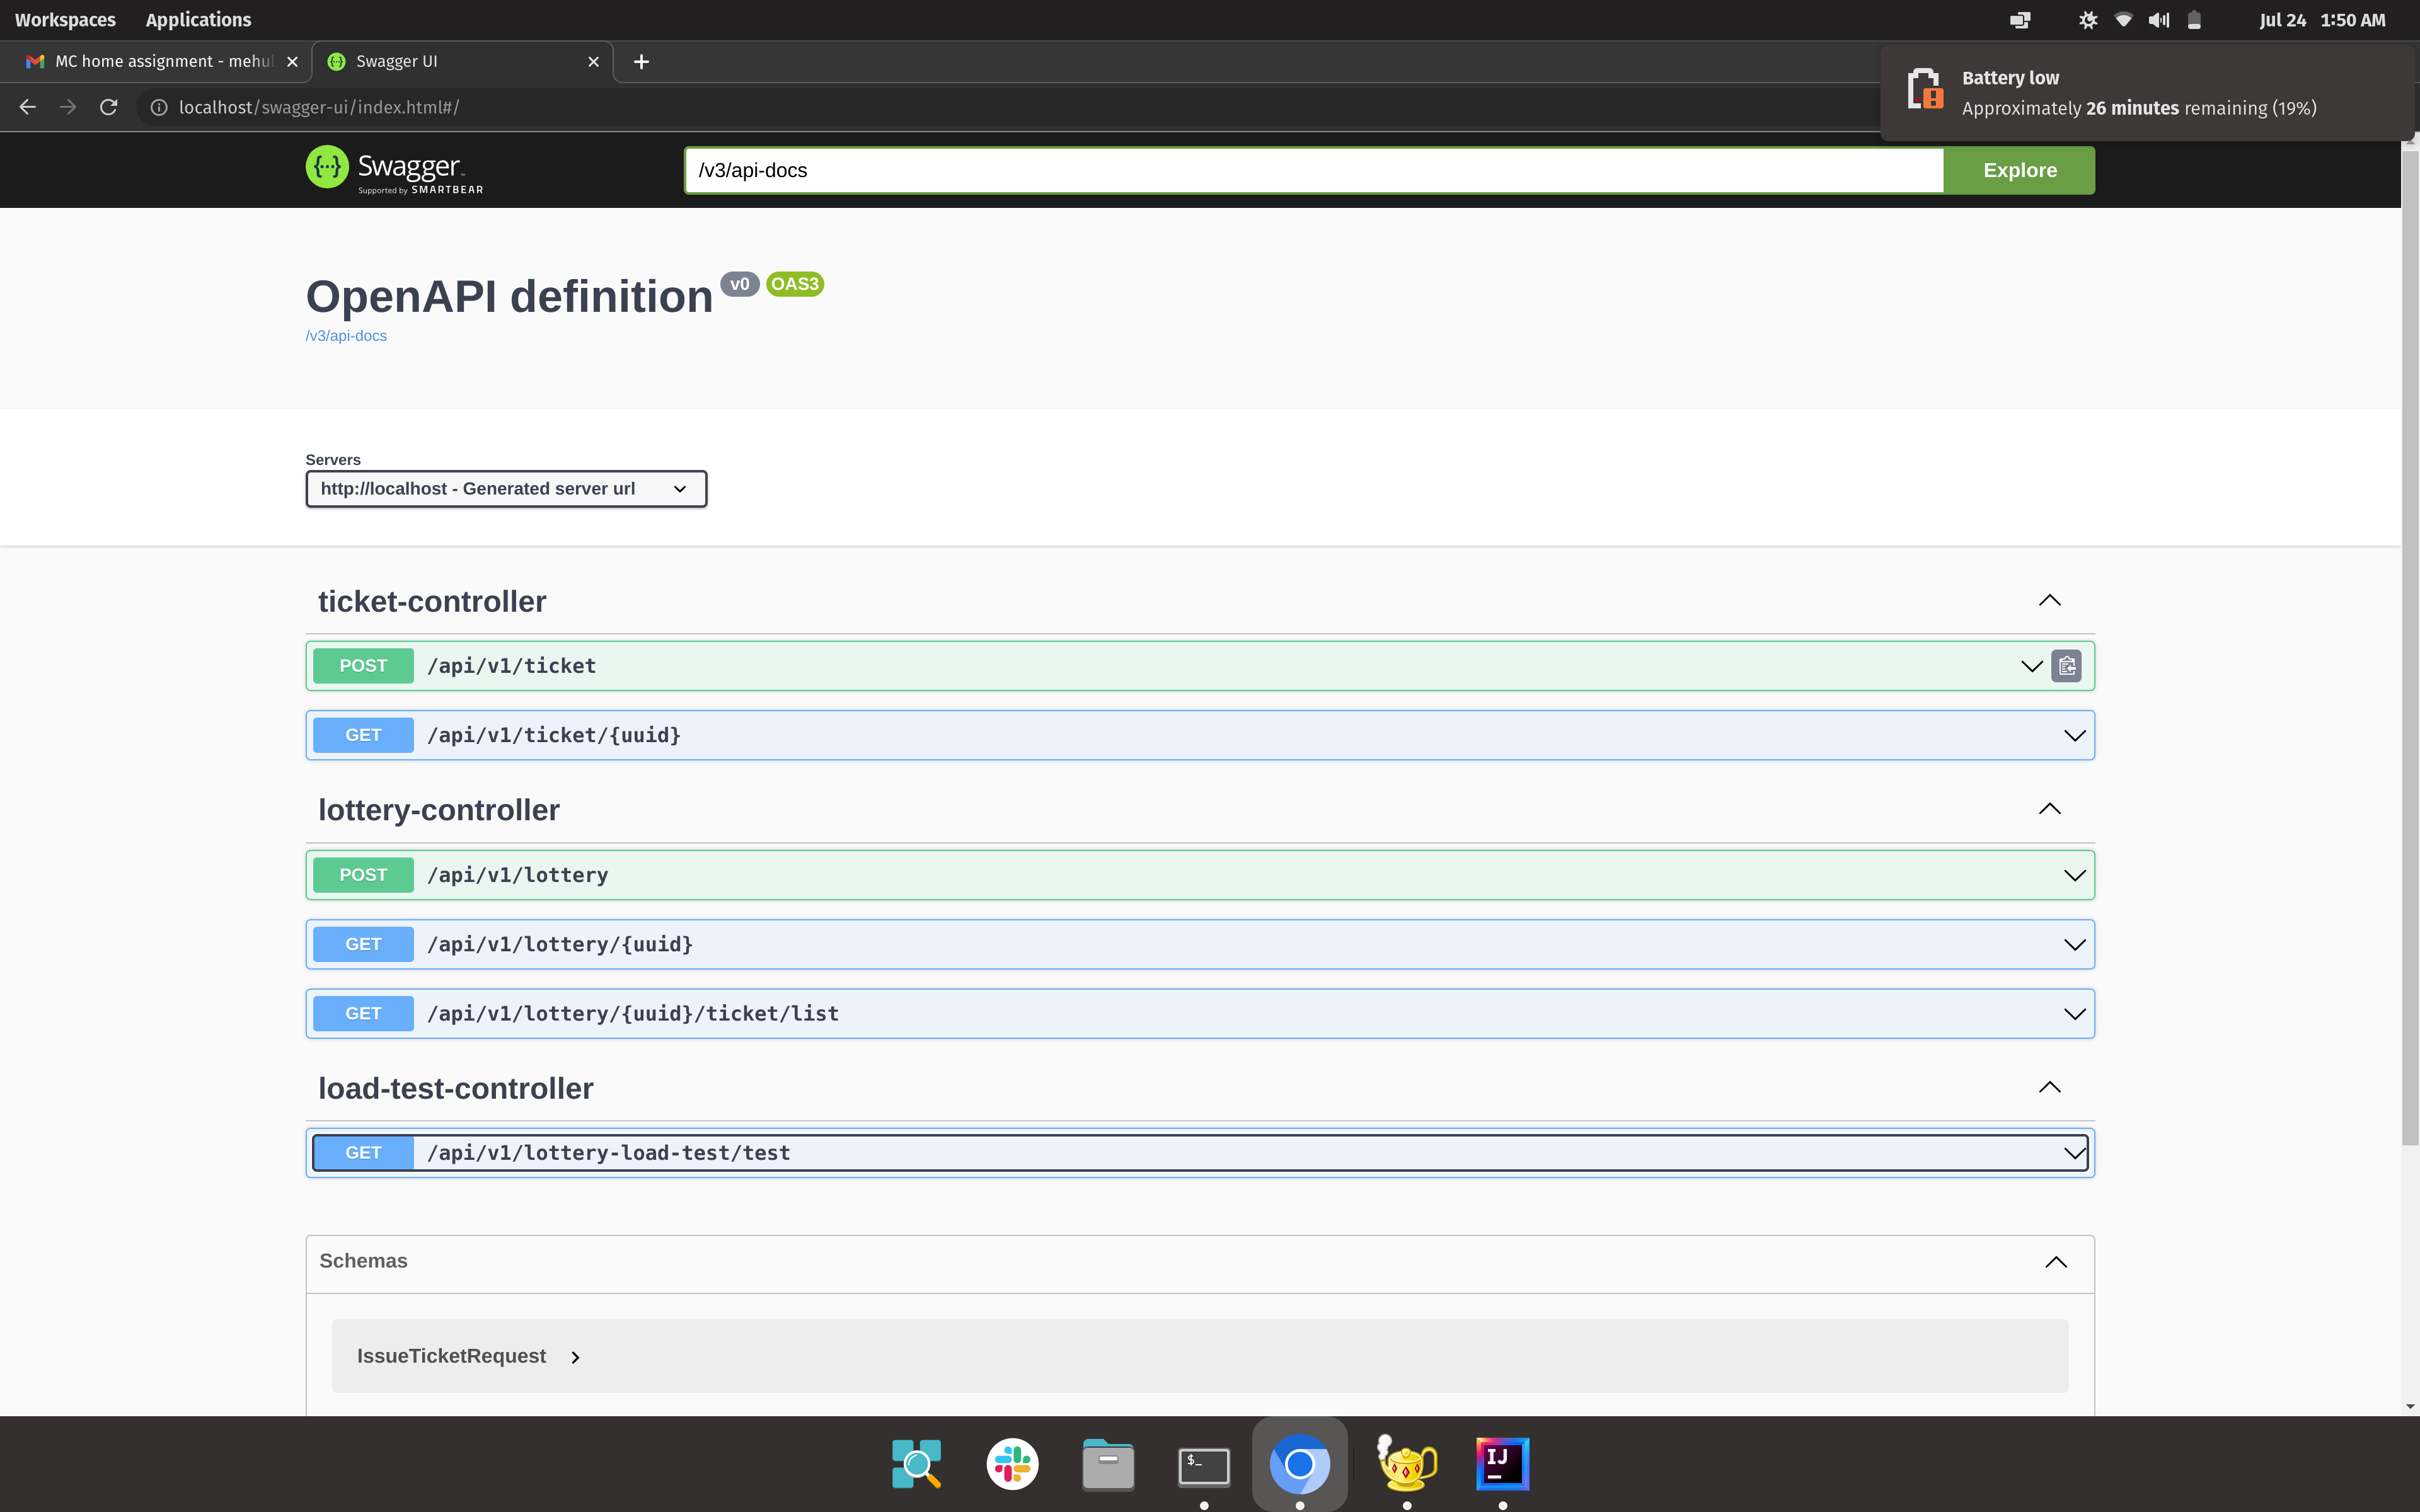 Workspaces Applications Jul 24 1:50 AM
MC home assignment - mehul Swagger UI
localhost/swagger-ui/index.html#/
Battery low
Approximately 26 minutes remaining (19%)
Swagger
Supported by SMARTBEAR
/v3/api-docs Explore
OpenAPI definition v0 OAS3
/v3/api-docs
Servers
http://localhost - Generated server url
ticket-controller
POST /api/v1/ticket
GET /api/v1/ticket/{uuid}
lottery-controller
POST /api/v1/lottery
GET /api/v1/lottery/{uuid}
GET /api/v1/lottery/{uuid}/ticket/list
load-test-controller
GET /api/v1/lottery-load-test/test
Schemas
IssueTicketRequest
$_
IJ